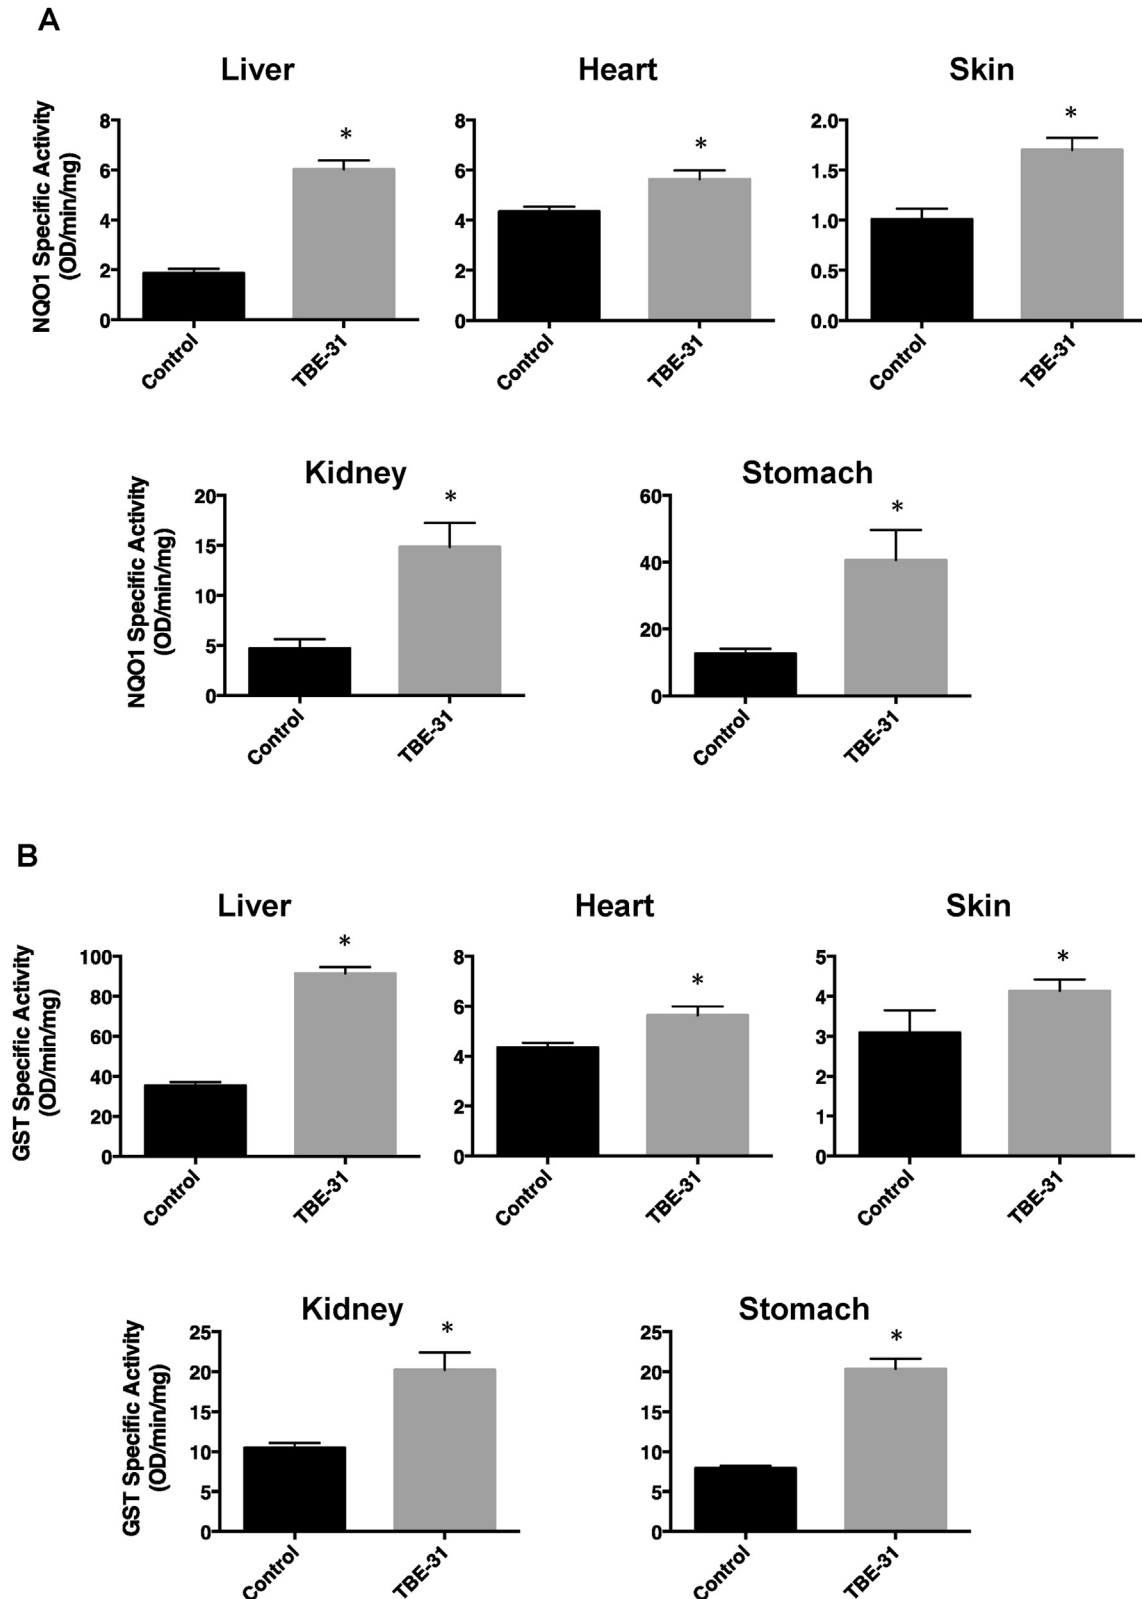 A
Liver
Heart
Skin
NQO1 Specific Activity
(OD/min/mg)
8
6
4
2
0
*
Control
TBE-31
8
6
4
2
0
*
Control
TBE-31
2.0
1.5
1.0
0.5
0.0
*
Control
TBE-31
Kidney
Stomach
NQO1 Specific Activity
(OD/min/mg)
20
15
10
5
0
*
Control
TBE-31
60
40
20
0
*
Control
TBE-31
B
Liver
Heart
Skin
GST Specific Activity
(OD/min/mg)
100
80
60
40
20
0
*
Control
TBE-31
8
6
4
2
0
*
Control
TBE-31
5
4
3
2
1
0
*
Control
TBE-31
Kidney
Stomach
GST Specific Activity
(OD/min/mg)
25
20
15
10
5
0
*
Control
TBE-31
25
20
15
10
5
0
*
Control
TBE-31